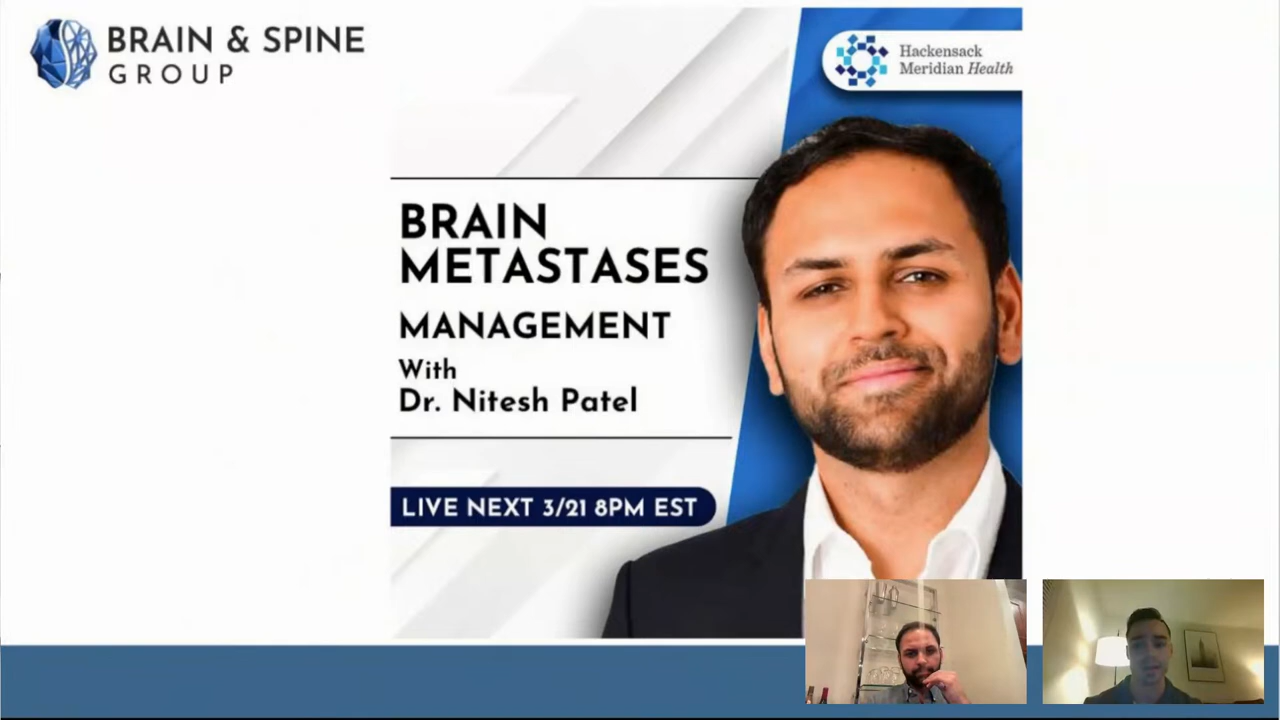 BRAIN & SPINE
GROUP
Hackensack
Meridian Health
BRAIN
METASTASES
MANAGEMENT
With
Dr. Nitesh Patel
LIVE NEXT 3/21 8PM EST